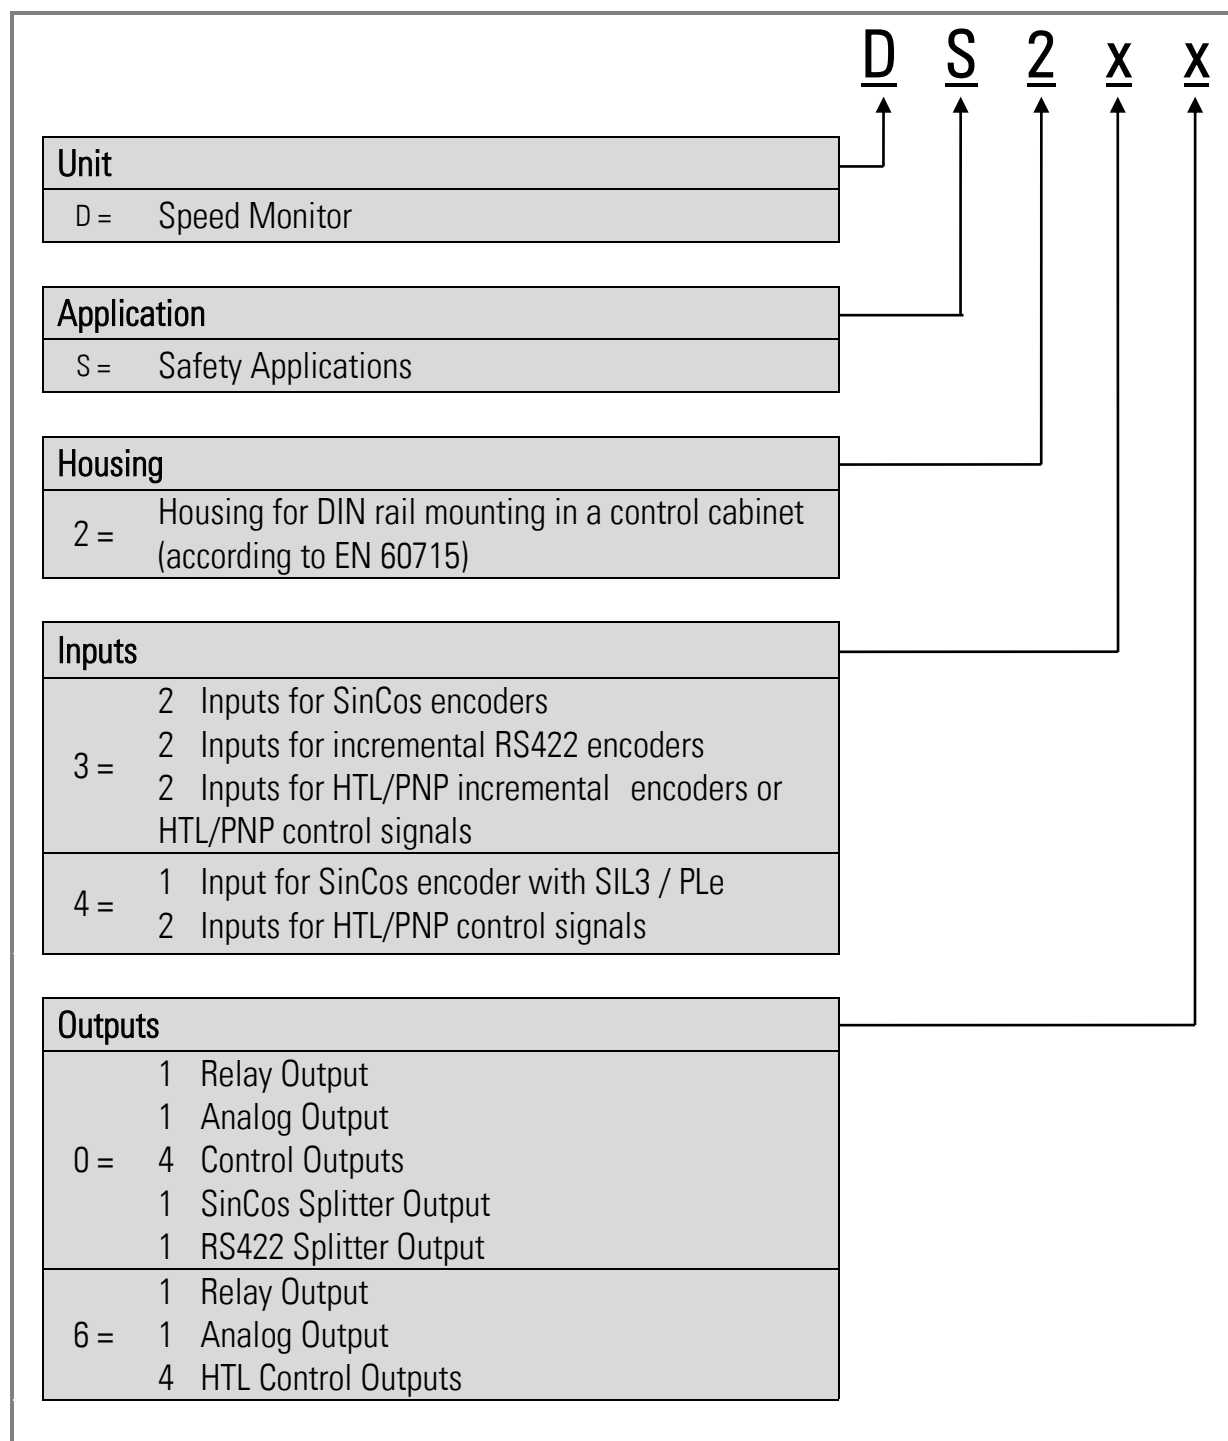 D S 2 x x
Unit
D = Speed Monitor
Application
S = Safety Applications
Housing
2 = Housing for DIN rail mounting in a control cabinet
(according to EN 60715)
Inputs
3 = 2 Inputs for SinCos encoders
2 Inputs for incremental RS422 encoders
2 Inputs for HTL/PNP incremental encoders or
HTL/PNP control signals
4 = 1 Input for SinCos encoder with SIL3 / PLe
2 Inputs for HTL/PNP control signals
Outputs
0 = 1 Relay Output
1 Analog Output
4 Control Outputs
1 SinCos Splitter Output
1 RS422 Splitter Output
6 = 1 Relay Output
1 Analog Output
4 HTL Control Outputs